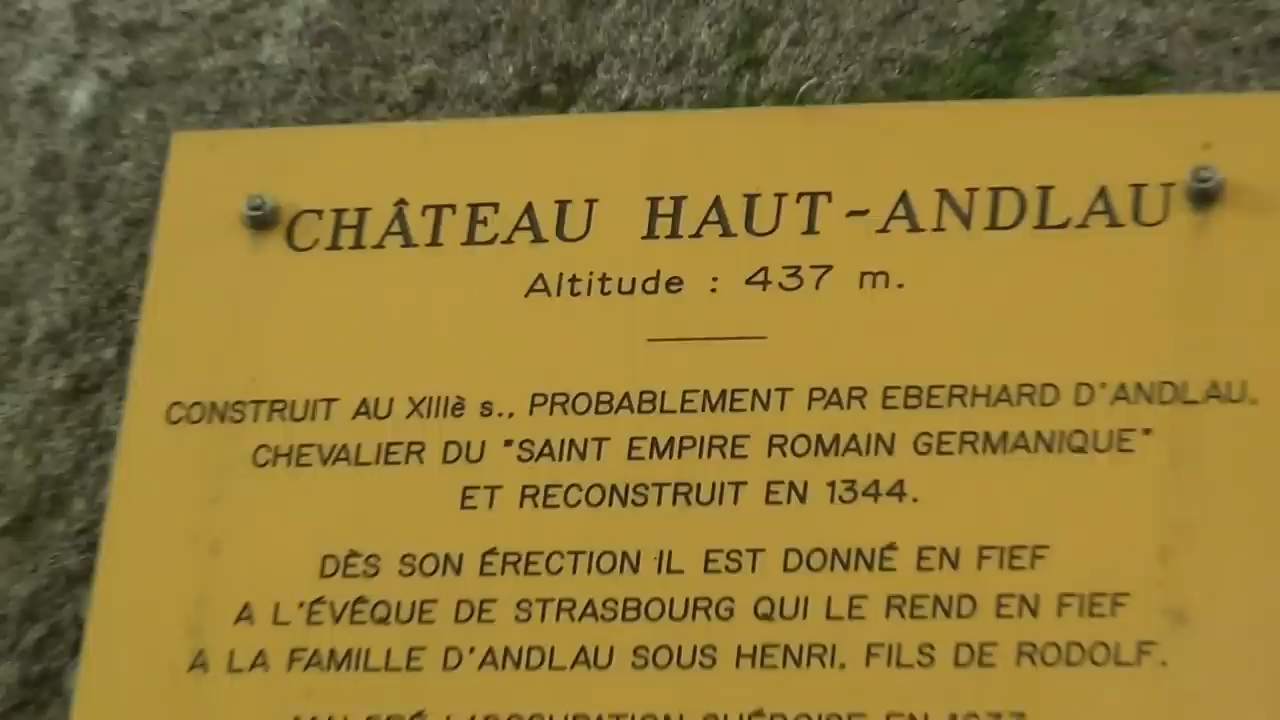 CHÂTEAU HAUT-ANDLAU
Altitude : 437 m.
CONSTRUIT AU XIIIè s., PROBABLEMENT PAR EBERHARD D'ANDLAU,
CHEVALIER DU "SAINT EMPIRE ROMAIN GERMANIQUE"
ET RECONSTRUIT EN 1344.
DÈS SON ÉRECTION IL EST DONNÉ EN FIEF
A L'ÉVÊQUE DE STRASBOURG QUI LE REND EN FIEF
A LA FAMILLE D'ANDLAU SOUS HENRI, FILS DE RODOLF.